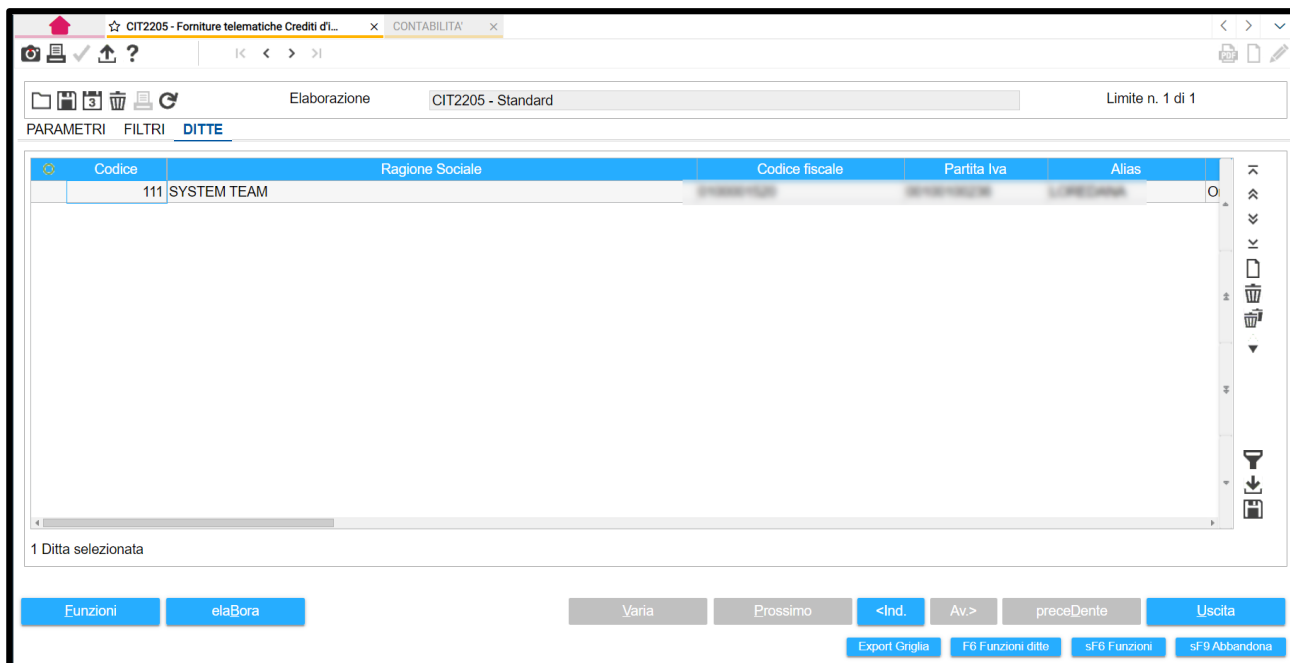 CIT2205 - Forniture telematiche Crediti d'i... CONTABILITA'
Elaborazione CIT2205 - Standard Limite n. 1 di 1
PARAMETRI FILTRI DITTE
Codice Ragione Sociale Codice fiscale Partita Iva Alias
111 SYSTEM TEAM
1 Ditta selezionata
Funzioni elaBora Varia Prossimo <Ind. Av.> preceDente Uscita
Export Griglia F6 Funzioni ditte sF6 Funzioni sF9 Abbandona